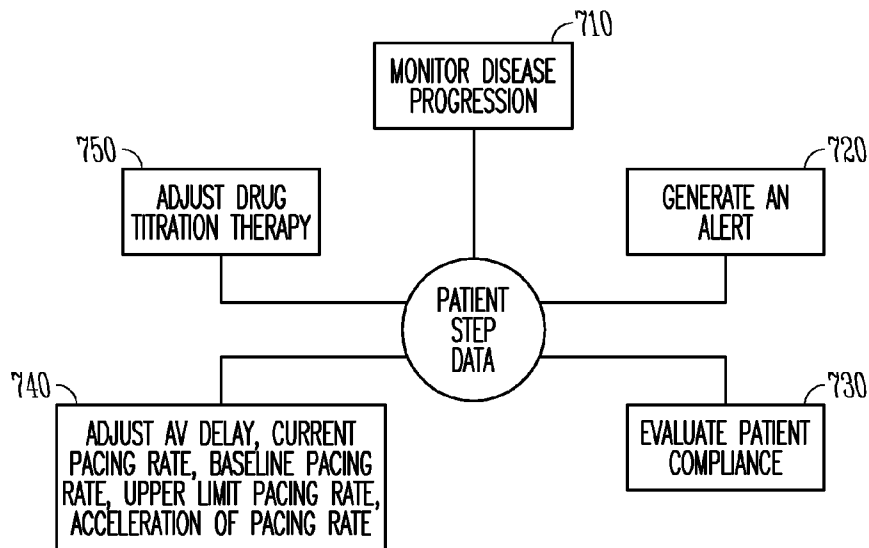 710
MONITOR DISEASE
PROGRESSION
750
ADJUST DRUG
TITRATION THERAPY
720
GENERATE AN
ALERT
PATIENT
STEP
DATA
740
ADJUST AV DELAY, CURRENT
PACING RATE, BASELINE PACING
RATE, UPPER LIMIT PACING RATE,
ACCELERATION OF PACING RATE
730
EVALUATE PATIENT
COMPLIANCE